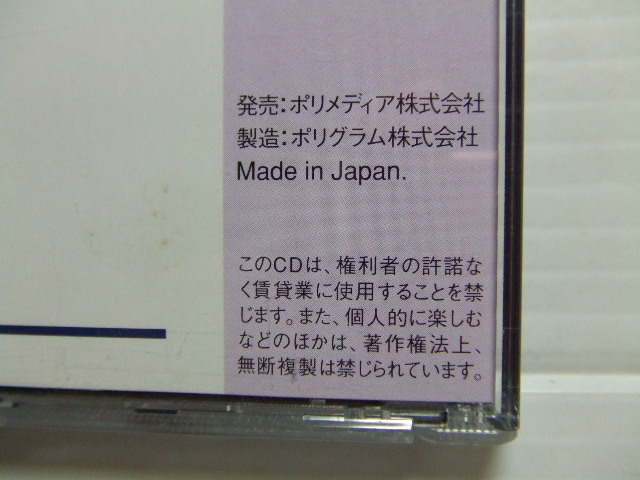 発売：ポリメディア株式会社
製造：ポリグラム株式会社
Made in Japan.
このCDは、権利者の許諾な
く賃貸業に使用することを禁
じます。また、個人的に楽しむ
などのほかは、著作権法上、
無断複製は禁じられています。